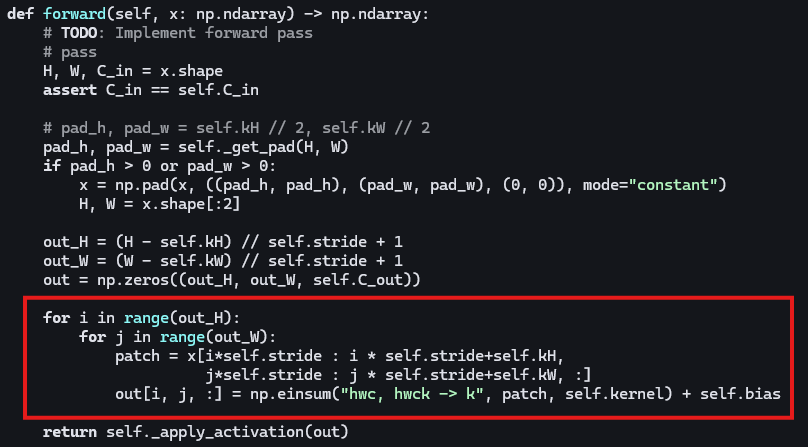 def forward(self, x: np.ndarray) -> np.ndarray:
    # TODO: Implement forward pass
    # pass
    H, W, C_in = x.shape
    assert C_in == self.C_in

    # pad_h, pad_w = self.kH // 2, self.kW // 2
    pad_h, pad_w = self._get_pad(H, W)
    if pad_h > 0 or pad_w > 0:
        x = np.pad(x, ((pad_h, pad_h), (pad_w, pad_w), (0, 0)), mode="constant")
        H, W = x.shape[:2]

    out_H = (H - self.kH) // self.stride + 1
    out_W = (W - self.kW) // self.stride + 1
    out = np.zeros((out_H, out_W, self.C_out))

    for i in range(out_H):
        for j in range(out_W):
            patch = x[i*self.stride : i * self.stride+self.kH,
                      j*self.stride : j * self.stride+self.kW, :]
            out[i, j, :] = np.einsum("hwc, hwck -> k", patch, self.kernel) + self.bias

    return self._apply_activation(out)